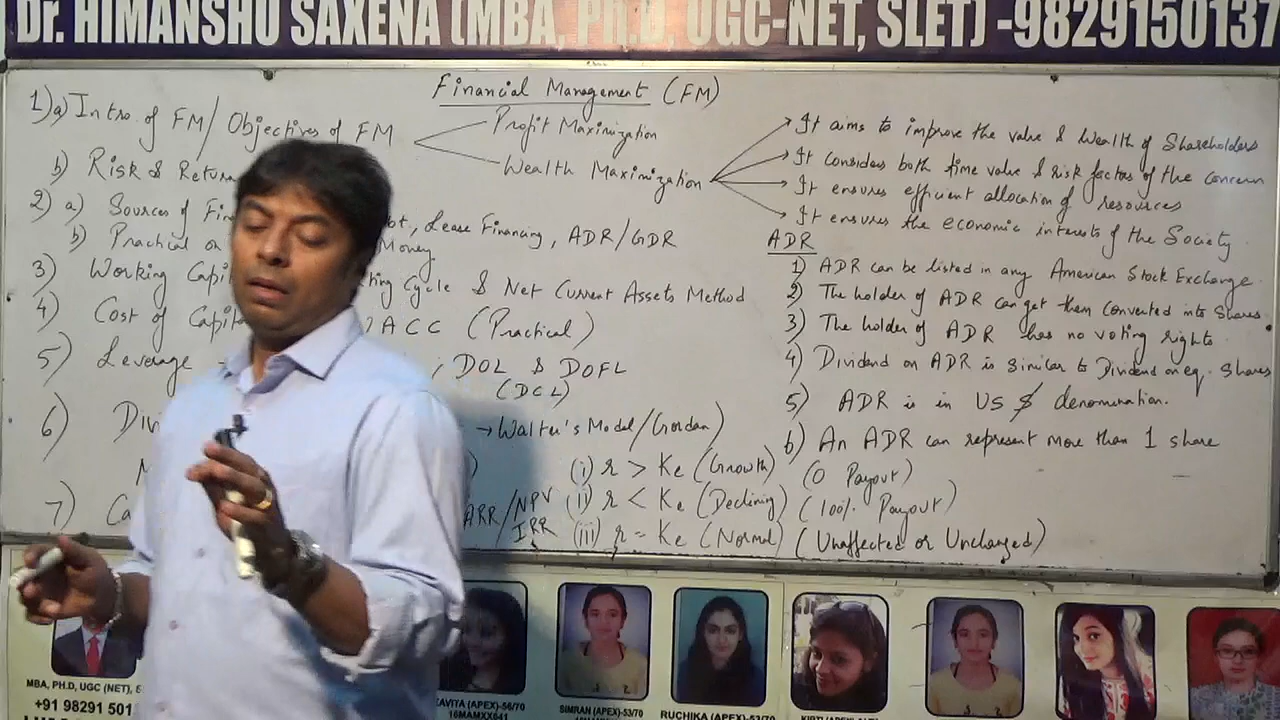 Dr. HIMANSHU SAXENA (MBA, Ph.D, UGC-NET, SLET) -9829150137
Financial Management (FM)
1) a) Intro. of FM/ Objectives of FM
Profit Maximization
Wealth Maximization
It aims to improve the value & Wealth of Shareholders
It considers both time value & risk factors of the concern
It ensures efficient allocation of resources
It ensures the economic interests of the Society
b) Risk & Return
2) a) Sources of
Lease Financing, ADR/GDR
b) Practical on
Money
3) Working
Cycle & Net Current Assets Method
4) Cost of
(Practical)
5) Leverage -
; DOL & DOFL
(DCL)
6)
→Walter's Model/Gordan)
(i) r > Ke (Growth) (0 Payout)
(ii) r < Ke (Declining) (100% Payout)
(iii) r = Ke (Normal) (Unaffected or Unchanged)
7)
ARR/NPV
IRR
ADR
1) ADR can be listed in any American Stock Exchange.
2) The holder of ADR can get them converted into Shares.
3) The holder of ADR has no voting rights.
4) Dividend on ADR is similar to Dividend on eq. Shares
5) ADR is in US $ denomination.
6) An ADR can represent more than 1 share
MBA, PH.D, UGC (NET),
+91 98291 501
(APEX)-56/70
16MAMXX041
SIMRAN (APEX)-53/70
RUCHIKA (APEX)-53/70